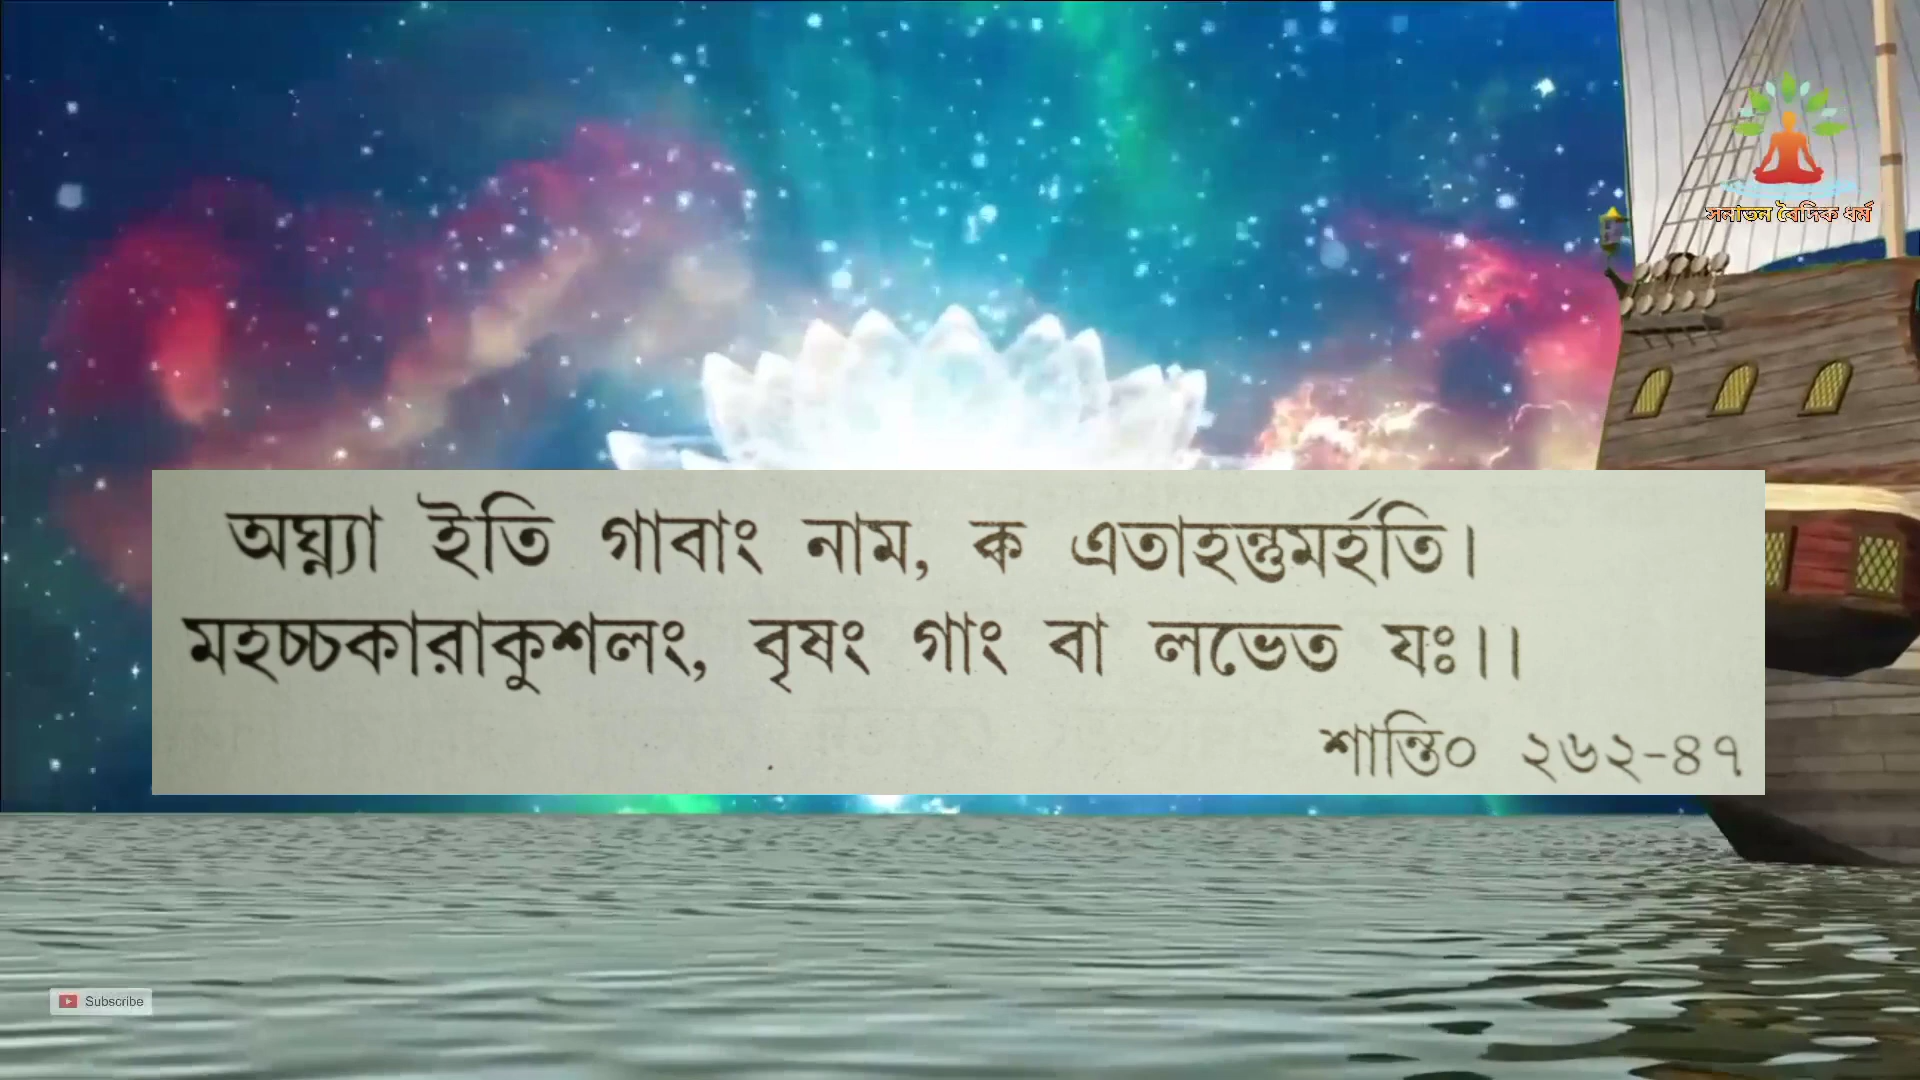 সনাতন বৈদিক ধর্ম
অঘ্ন্যা ইতি গাবাং নাম, ক এতাহন্তুমর্হতি।
মহচ্চকারাকুশলং, বৃষং গাং বা লভেত যঃ।।
শান্তি০ ২৬২-৪৭
Subscribe